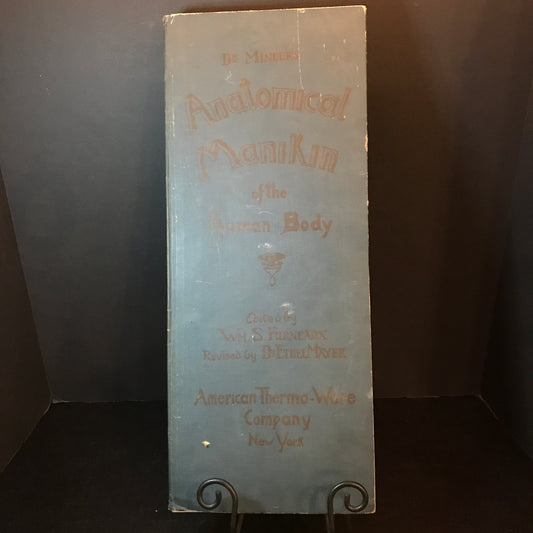 Dr Minder's
Anatomical
Manikin
of the
Human Body
Edited by
Wm. S. Furneaux
Revised by Dr Ethel Mayer
American Thermo-Ware
Company
New York